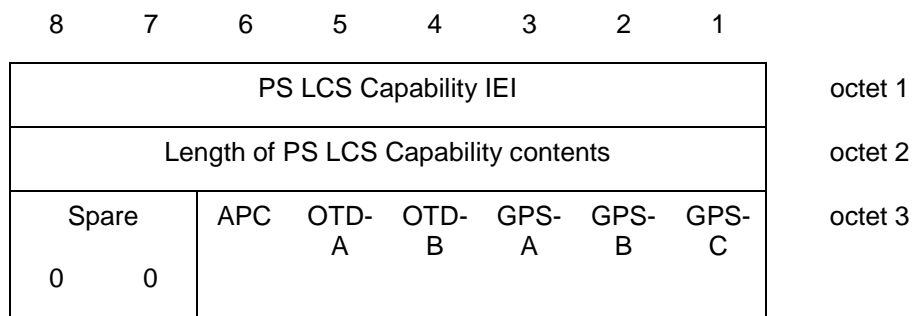 8 7 6 5 4 3 2 1
PS LCS Capability IEI octet 1
Length of PS LCS Capability contents octet 2
Spare APC OTD- OTD- GPS- GPS- GPS- octet 3
A B A B C
0 0